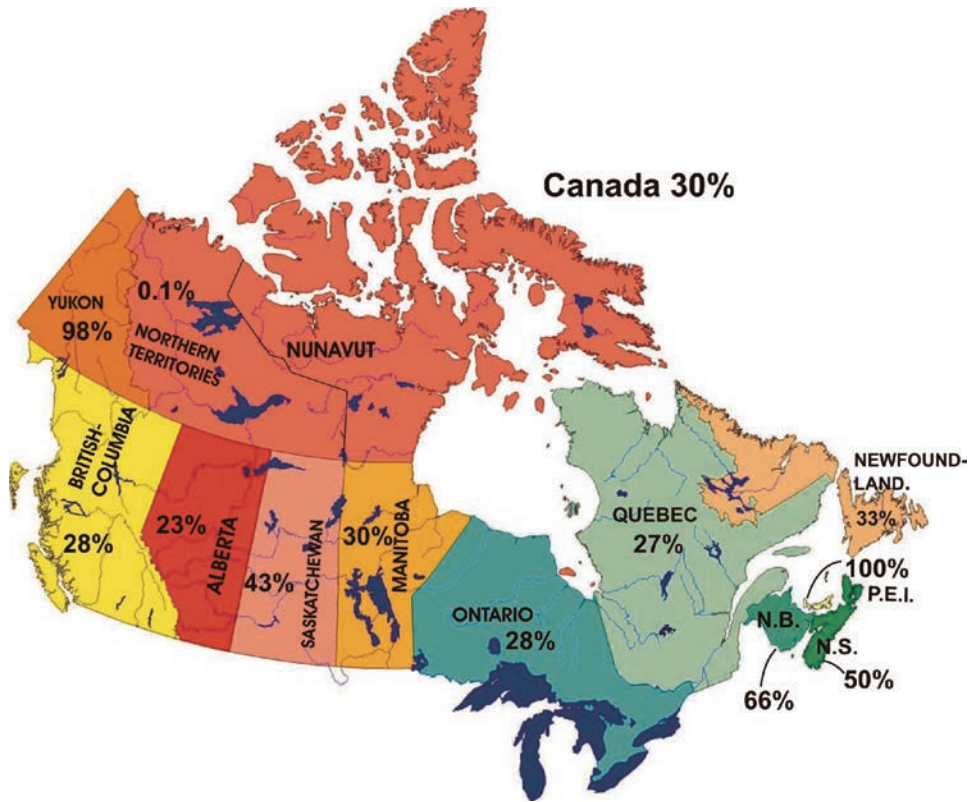 Canada 30%
0.1%
YUKON
98%
NORTHERN
TERRITORIES
NUNAVUT
BRITISH-
COLUMBIA
28%
23%
ALBERTA
43%
SASKATCHEWAN
30%
MANITOBA
ONTARIO
28%
QUEBEC
27%
NEWFOUND-
LAND.
33%
100%
P.E.I.
N.B.
N.S.
50%
66%